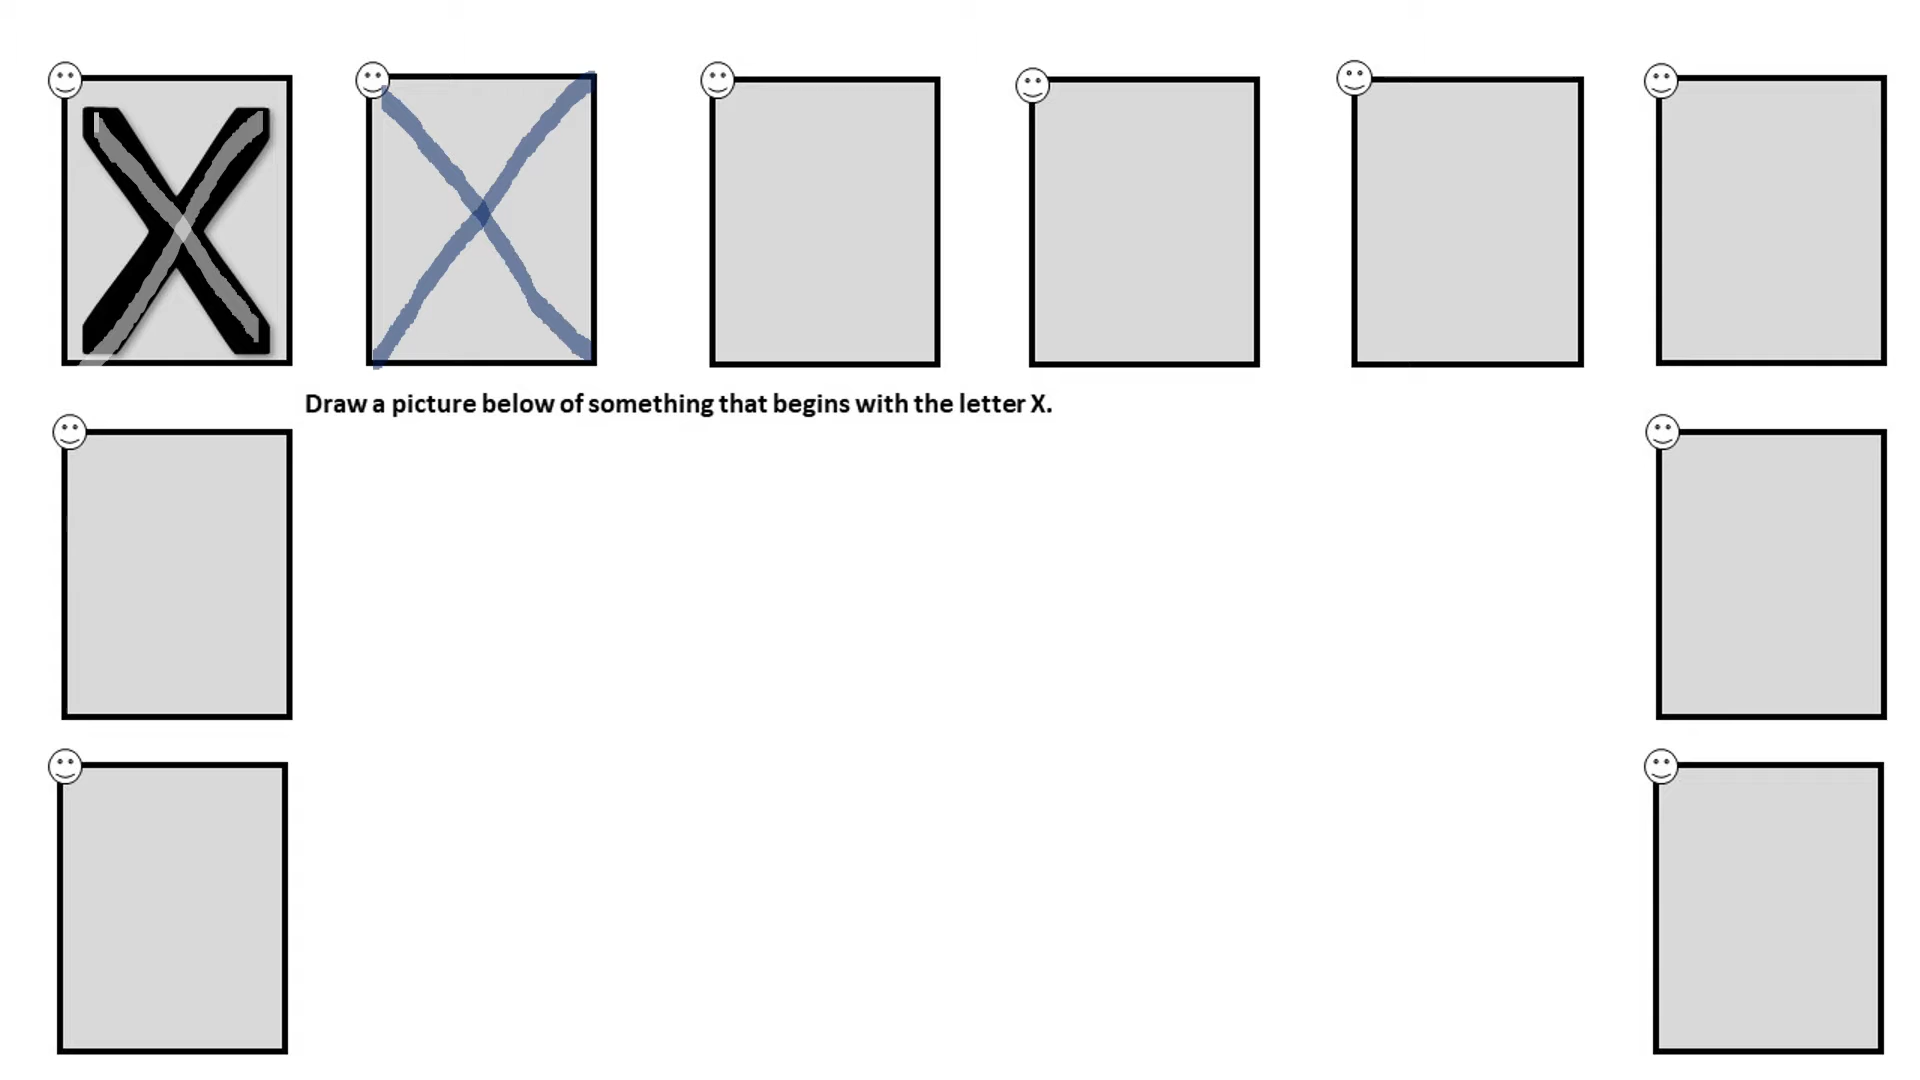 X X
Draw a picture below of something that begins with the letter X.